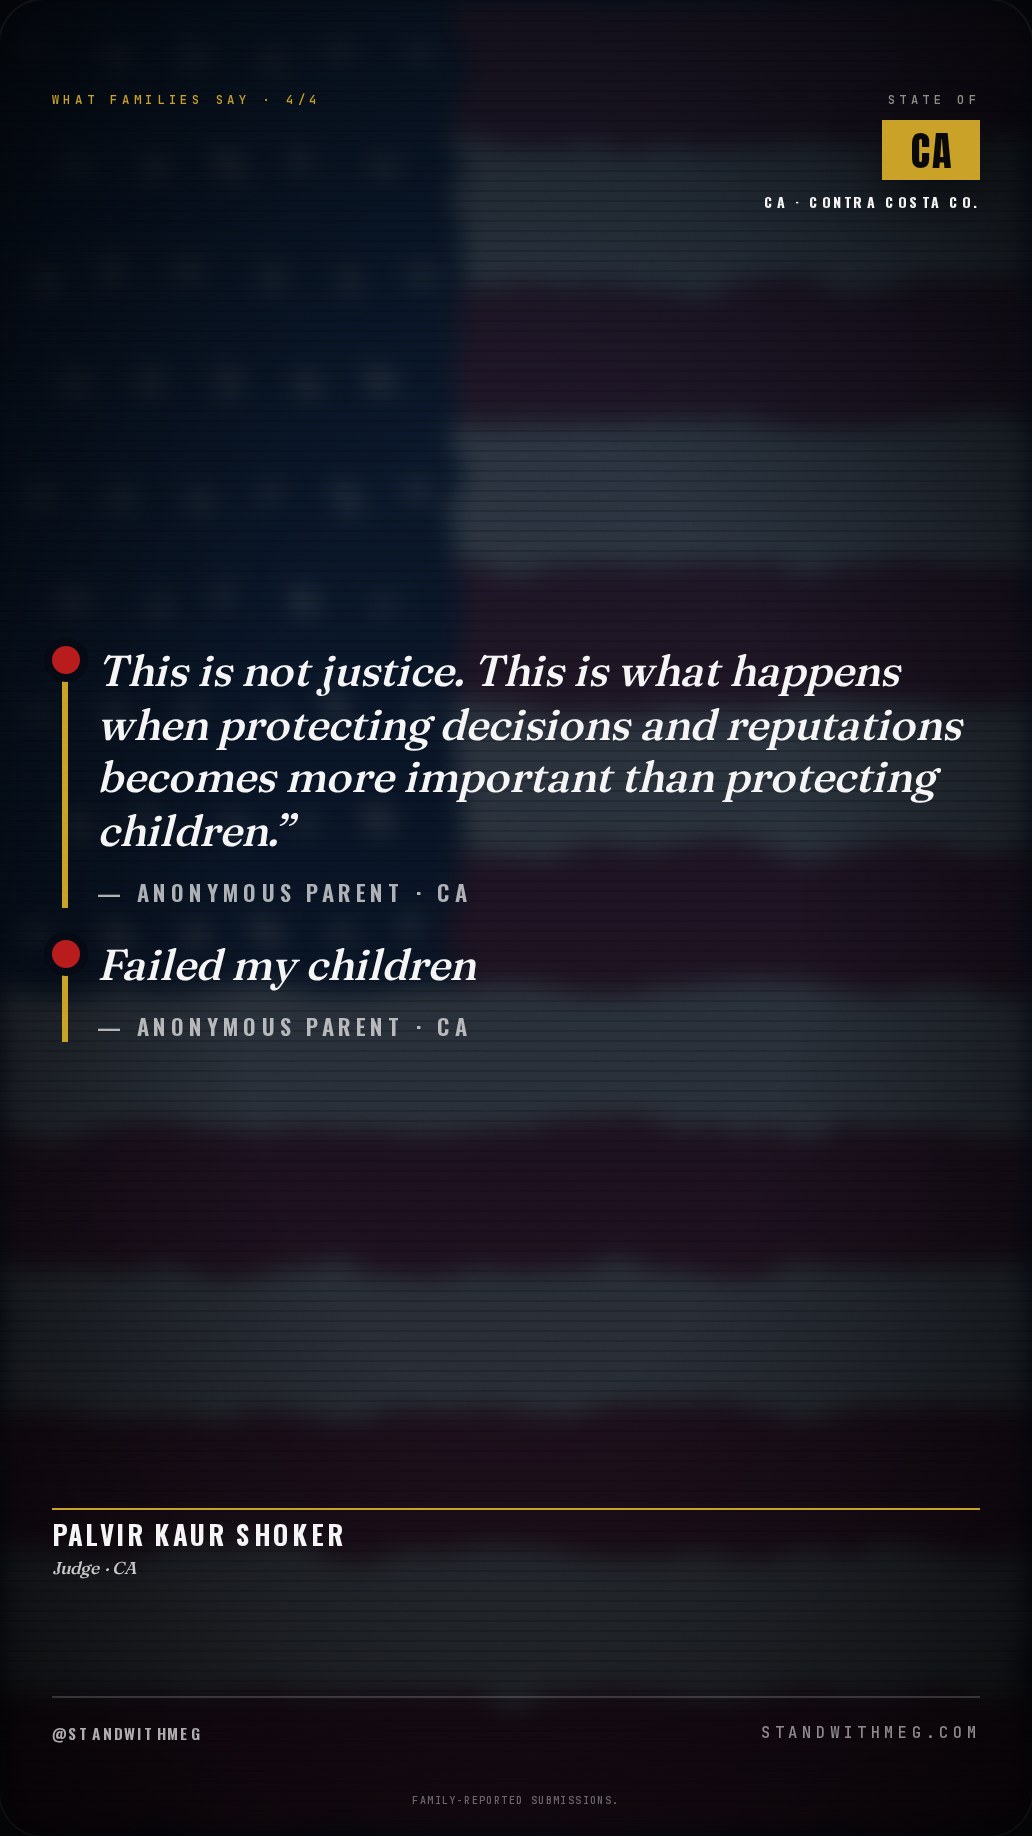 WHAT FAMILIES SAY · 4/4
STATE OF
CA
CA · CONTRA COSTA CO.
This is not justice. This is what happens
when protecting decisions and reputations
becomes more important than protecting
children.”
— ANONYMOUS PARENT · CA
Failed my children
— ANONYMOUS PARENT · CA
PALVIR KAUR SHOKER
Judge · CA
@STANDWITHMEG
STANDWITHMEG.COM
FAMILY-REPORTED SUBMISSIONS.